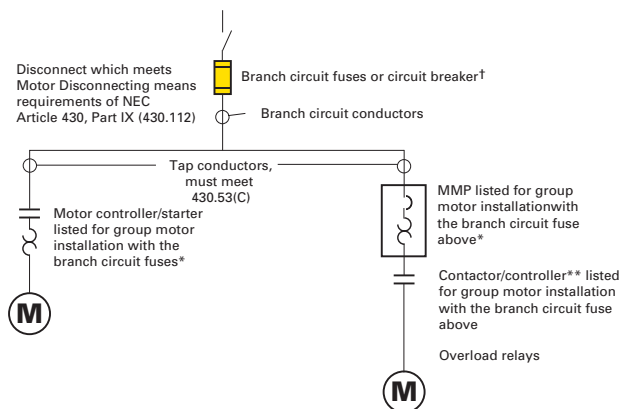 Disconnect which meets
Motor Disconnecting means
requirements of NEC
Article 430, Part IX (430.112)
Branch circuit fuses or circuit breaker†
Branch circuit conductors
Tap conductors,
must meet
430.53(C)
Motor controller/starter
listed for group motor
installation with the
branch circuit fuses*
M
MMP listed for group
motor installationwith
the branch circuit fuse
above*
Contactor/controller** listed
for group motor installation
with the branch circuit fuse
above
Overload relays
M